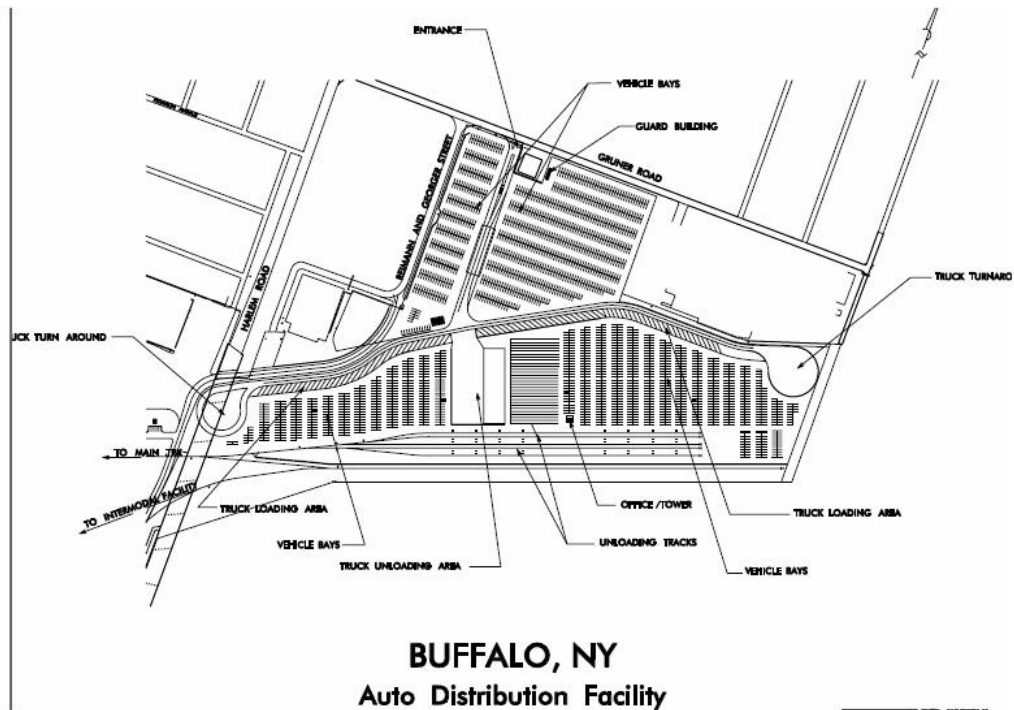 ENTRANCE
VEHICLE BAYS
GUARD BUILDING
GRUNER ROAD
REIMANN AND GEORGER STREET
HARLEM ROAD
TRUCK TURNARO
UCK TURN AROUND
TO MAIN TRK
TO INTERMODAL FACILITY
TRUCK LOADING AREA
OFFICE/TOWER
TRUCK LOADING AREA
VEHICLE BAYS
UNLOADING TRACKS
TRUCK UNLOADING AREA
VEHICLE BAYS
BUFFALO, NY
Auto Distribution Facility